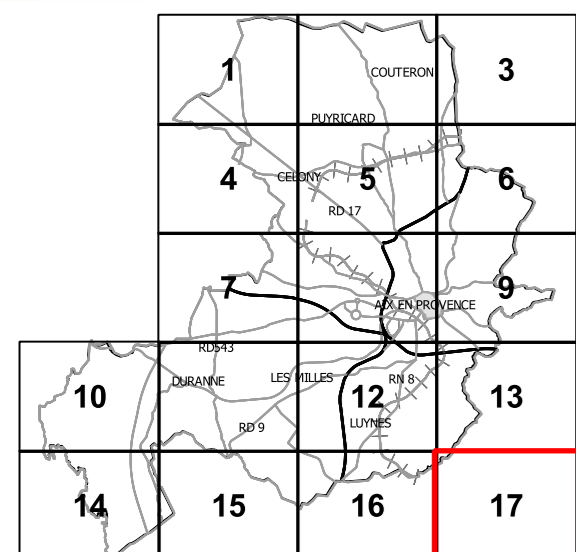 1
COUTERON
3
PUYRICARD
4
CELONY
5
6
RD 17
7
AIX EN PROVENCE
9
RD543
10
DURANNE
LES MILLES
12
RN 8
13
RD 9
LUYNES
14
15
16
17